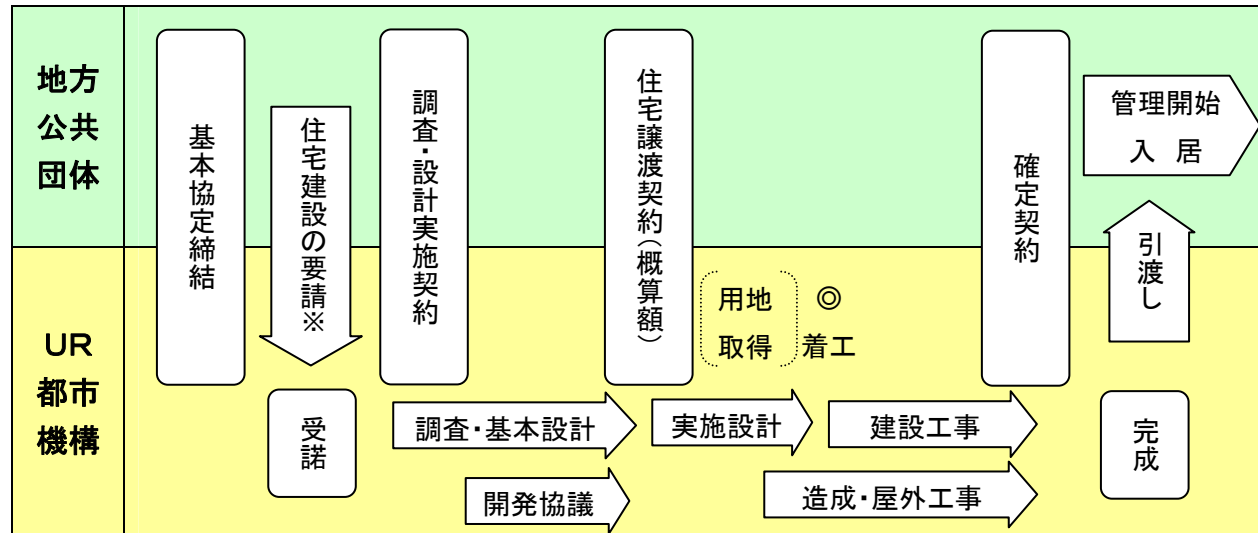 地方
公共
団体
基本協定締結
住宅建設の要請※
調査・設計実施契約
住宅譲渡契約(概算額)
確定契約
管理開始
入 居
引渡し
UR
都市
機構
受諾
用地
取得
◎
着工
調査・基本設計
実施設計
建設工事
開発協議
造成・屋外工事
完成